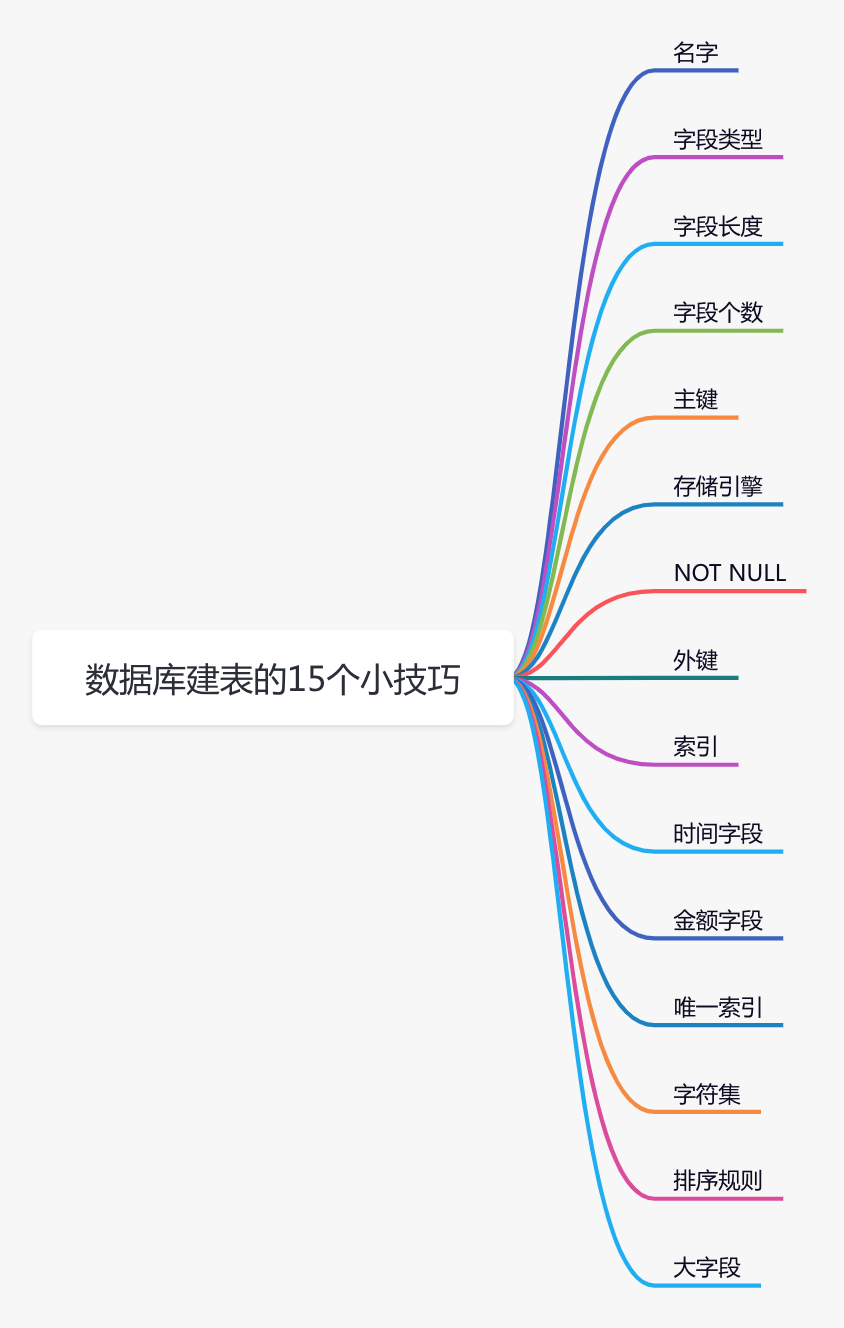 名字
字段类型
字段长度
字段个数
主键
存储引擎
NOT NULL
外键
数据库建表的15个小技巧
索引
时间字段
金额字段
唯一索引
字符集
排序规则
大字段